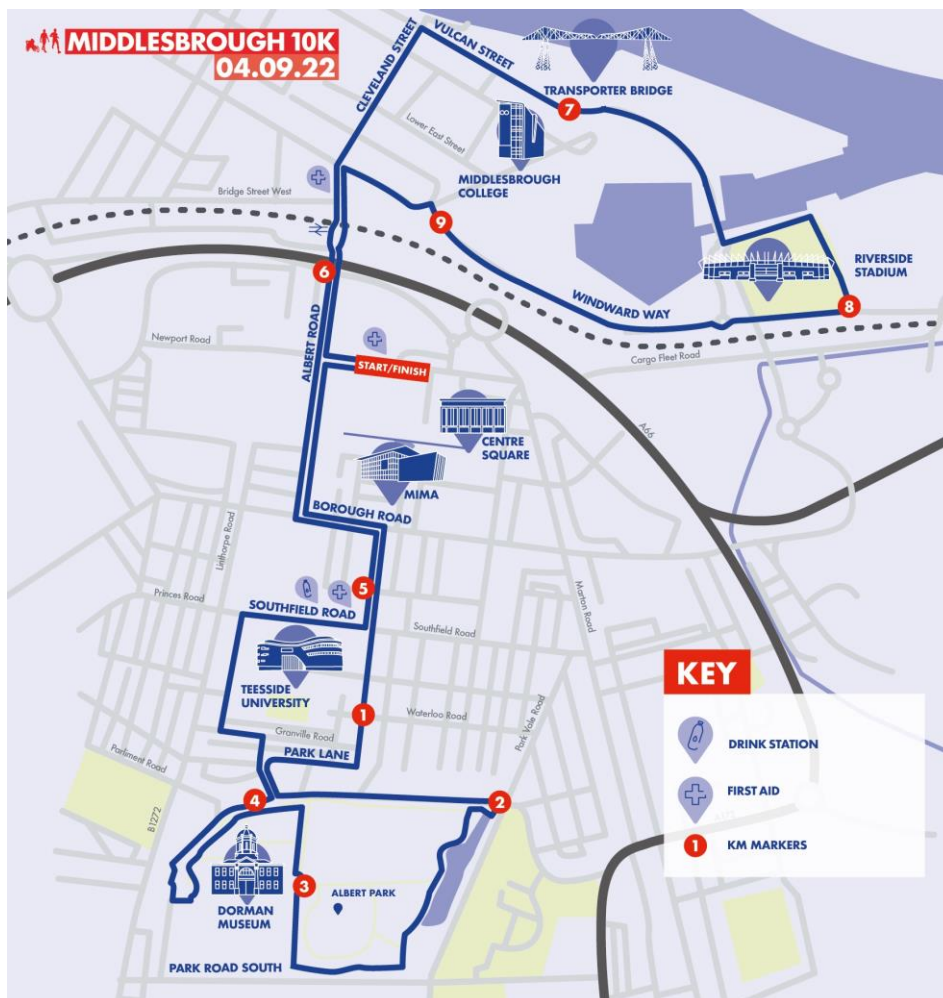 MIDDLESBROUGH 10K
04.09.22
CLEVELAND STREET
VULCAN STREET
TRANSPORTER BRIDGE
7
Lower East Street
MIDDLESBROUGH
COLLEGE
Bridge Street West
9
RIVERSIDE
STADIUM
6
8
WINDWARD WAY
ALBERT ROAD
Newport Road
START/FINISH
Cargo Fleet Road
A66
CENTRE
SQUARE
MIMA
BOROUGH ROAD
Linthorpe Road
5
Princes Road
SOUTHFIELD ROAD
Southfield Road
Marton Road
TEESSIDE
UNIVERSITY
1
Waterloo Road
Granville Road
Park Vale Road
PARK LANE
Parliment Road
B1272
4
2
3
ALBERT PARK
DORMAN
MUSEUM
PARK ROAD SOUTH
KEY
DRINK STATION
FIRST AID
1
KM MARKERS